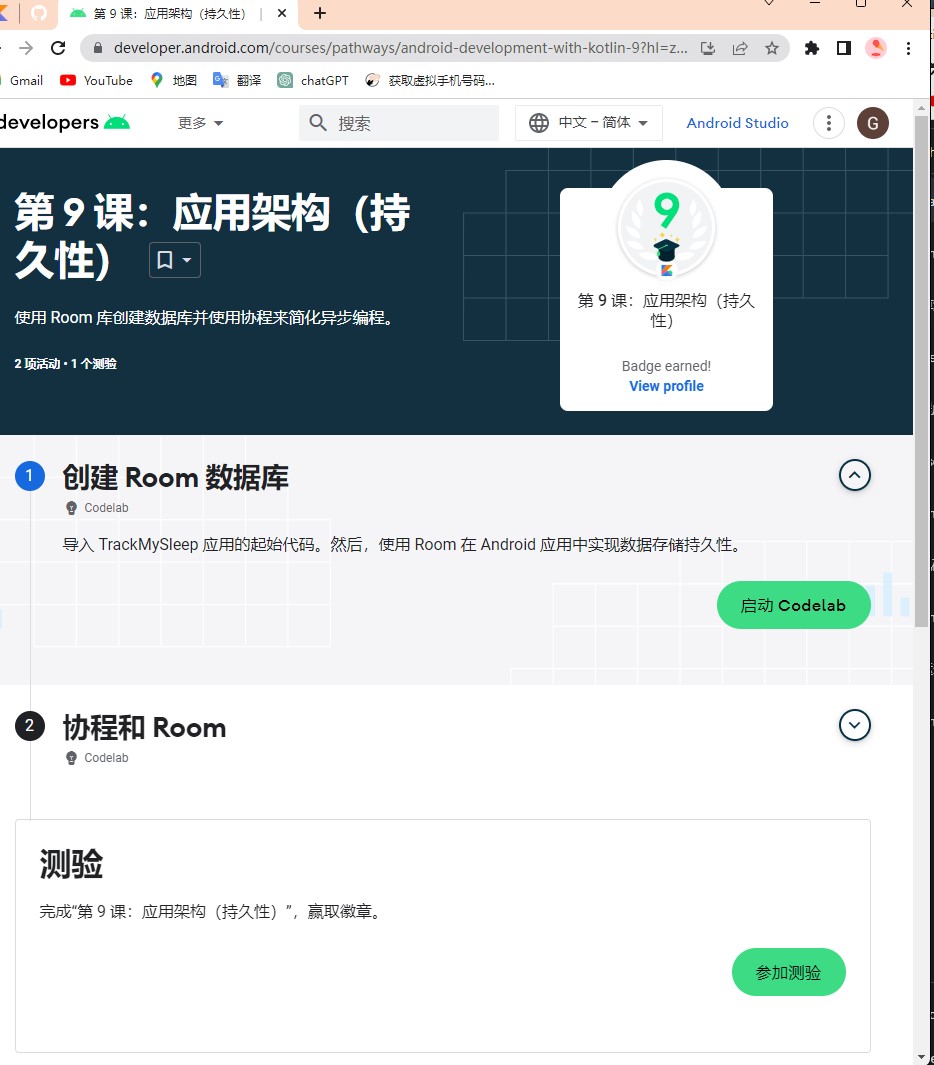 第 9 课：应用架构（持久性）
developer.android.com/courses/pathways/android-development-with-kotlin-9?hl=z...
Gmail
YouTube
地图
翻译
chatGPT
获取虚拟手机号码...
developers
更多
搜索
中文 – 简体
Android Studio
G
第 9 课：应用架构（持
久性）
使用 Room 库创建数据库并使用协程来简化异步编程。
2 项活动 • 1 个测验
9
第 9 课：应用架构（持久
性）
Badge earned!
View profile
1
创建 Room 数据库
Codelab
导入 TrackMySleep 应用的起始代码。然后，使用 Room 在 Android 应用中实现数据存储持久性。
启动 Codelab
2
协程和 Room
Codelab
测验
完成“第 9 课：应用架构（持久性）”，赢取徽章。
参加测验